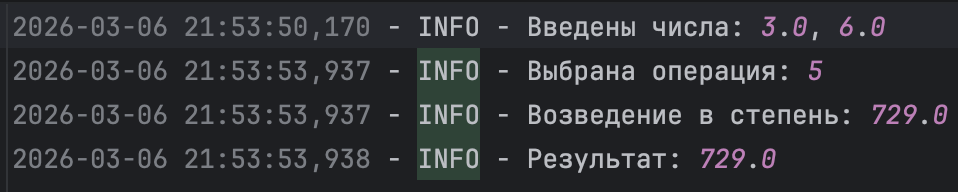 2026-03-06 21:53:50,170 - INFO - Введены числа: 3.0, 6.0
2026-03-06 21:53:53,937 - INFO - Выбрана операция: 5
2026-03-06 21:53:53,937 - INFO - Возведение в степень: 729.0
2026-03-06 21:53:53,938 - INFO - Результат: 729.0